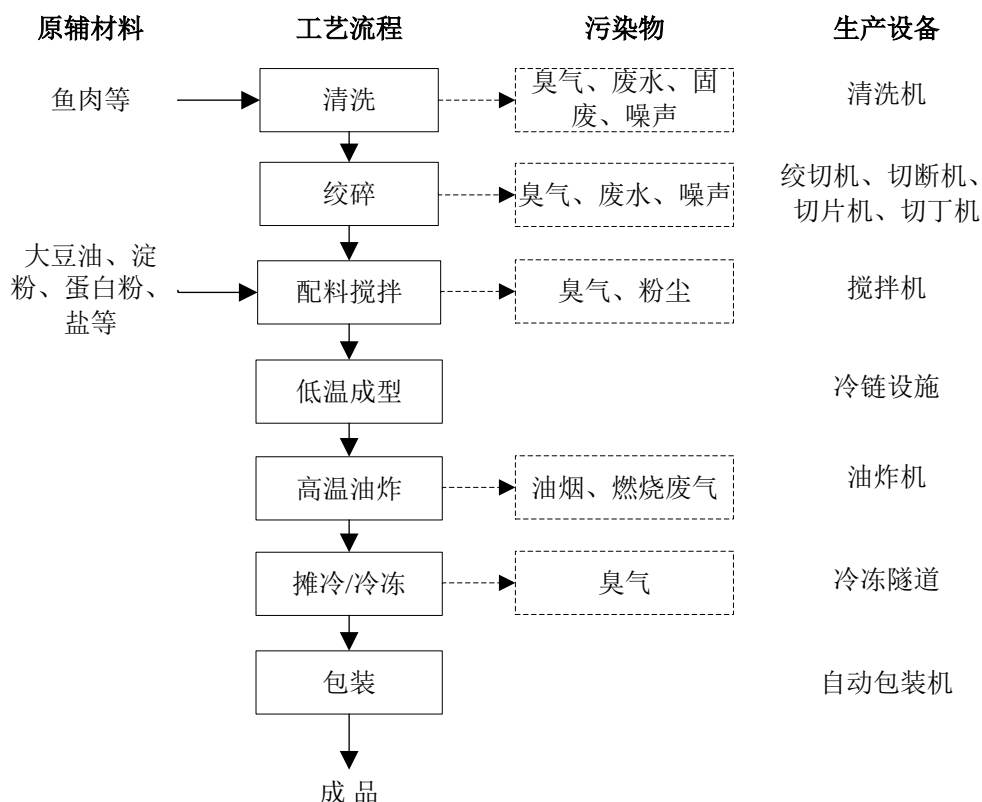 原辅材料
工艺流程
污染物
生产设备
鱼肉等
清洗
臭气、废水、固
废、噪声
清洗机
绞碎
臭气、废水、噪声
绞切机、切断机、
切片机、切丁机
大豆油、淀
粉、蛋白粉、
盐等
配料搅拌
臭气、粉尘
搅拌机
低温成型
冷链设施
高温油炸
油烟、燃烧废气
油炸机
摊冷/冷冻
臭气
冷冻隧道
包装
自动包装机
成 品